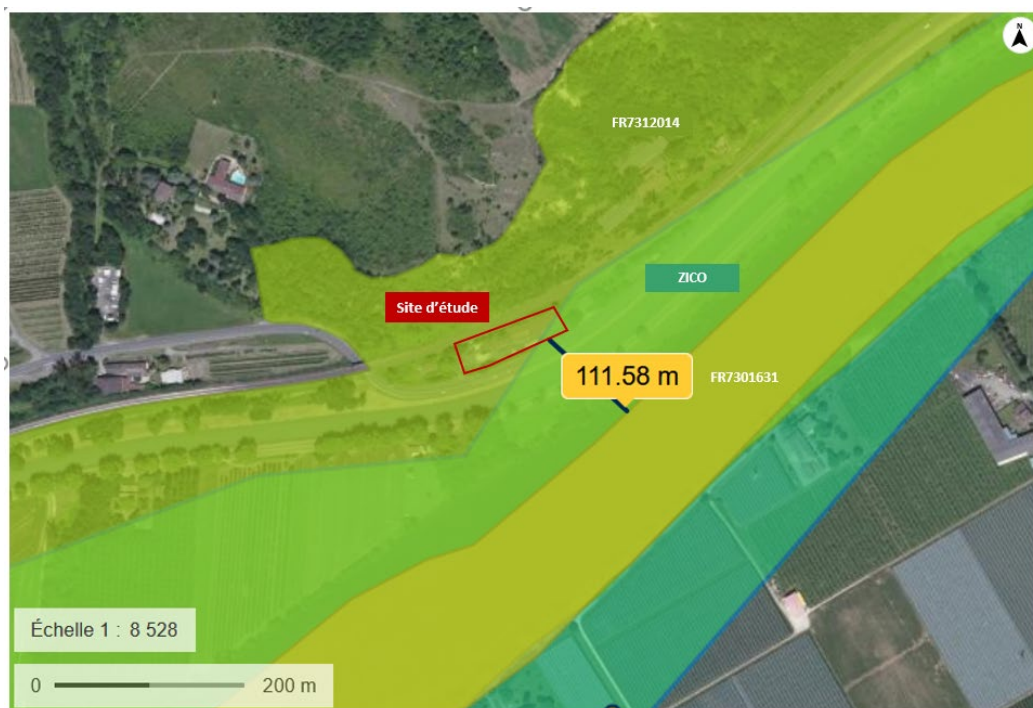 N
FR7312014
ZICO
Site d'étude
111.58 m
FR7301631
Échelle 1 : 8 528
0 200 m